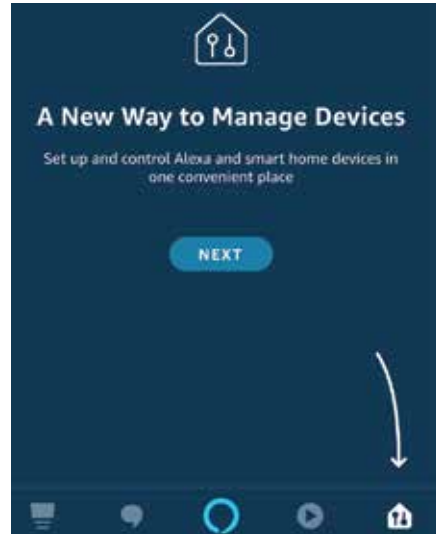 A New Way to Manage Devices
Set up and control Alexa and smart home devices in
one convenient place
NEXT